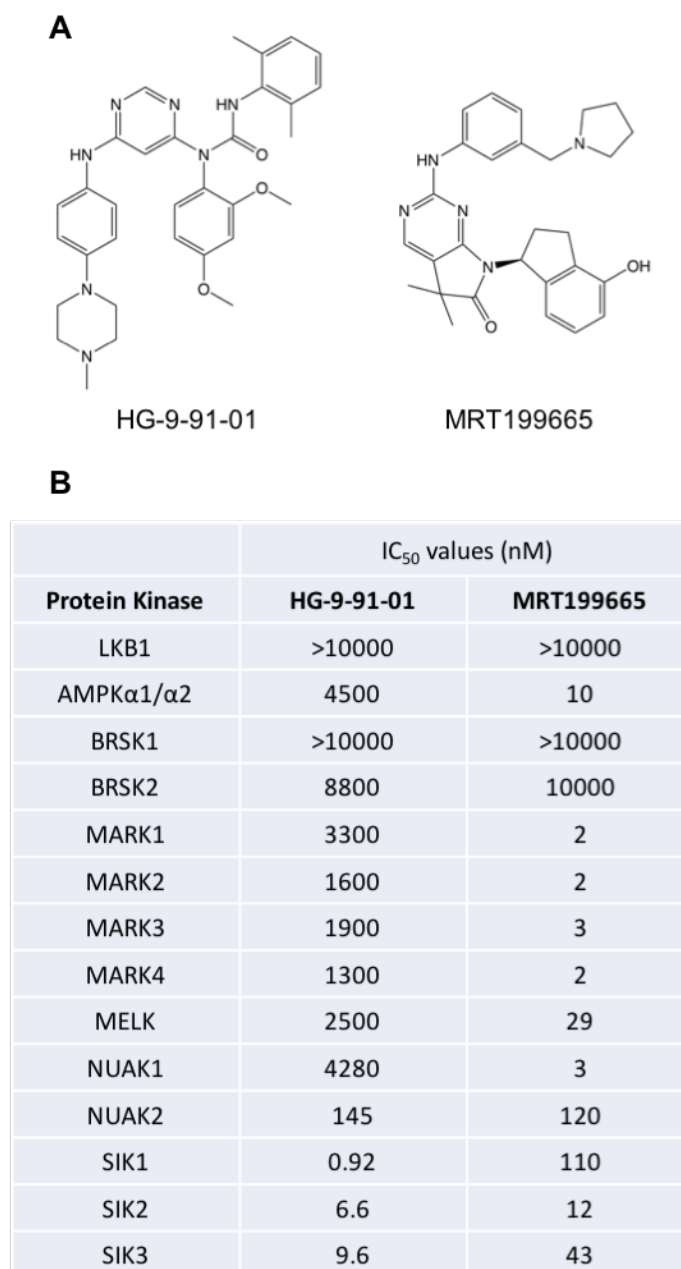 A
N
N
HN
HN
N
O
O
O
N
N
HN
N
N
N
N
OH
O
HG-9-91-01
MRT199665
B
IC50 values (nM)
Protein Kinase HG-9-91-01 MRT199665
LKB1 >10000 >10000
AMPKα1/α2 4500 10
BRSK1 >10000 >10000
BRSK2 8800 10000
MARK1 3300 2
MARK2 1600 2
MARK3 1900 3
MARK4 1300 2
MELK 2500 29
NUAK1 4280 3
NUAK2 145 120
SIK1 0.92 110
SIK2 6.6 12
SIK3 9.6 43